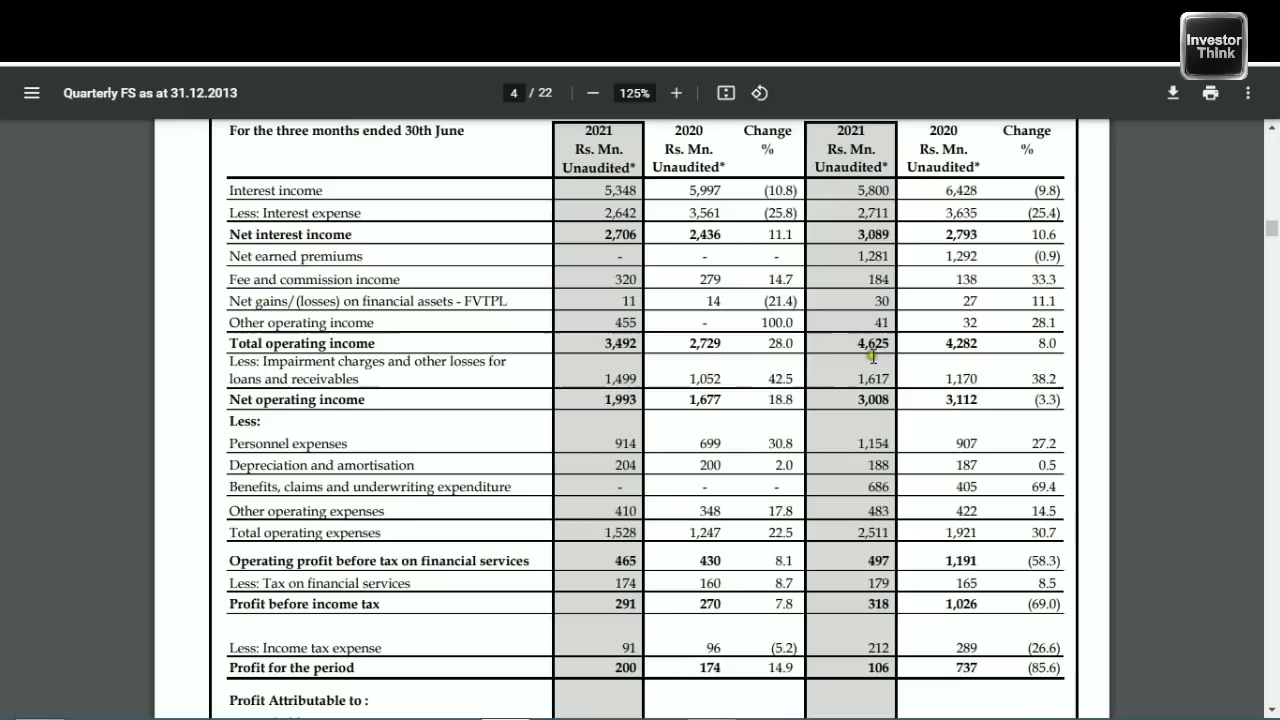 Investor
Think
Quarterly FS as at 31.12.2013 4 / 22 125%
For the three months ended 30th June 2021 2020 Change 2021 2020 Change
Rs. Mn. Rs. Mn. % Rs. Mn. Rs. Mn. %
Unaudited* Unaudited* Unaudited* Unaudited*
Interest income 5,348 5,997 (10.8) 5,800 6,428 (9.8)
Less: Interest expense 2,642 3,561 (25.8) 2,711 3,635 (25.4)
Net interest income 2,706 2,436 11.1 3,089 2,793 10.6
Net earned premiums - - - 1,281 1,292 (0.9)
Fee and commission income 320 279 14.7 184 138 33.3
Net gains/(losses) on financial assets - FVTPL 11 14 (21.4) 30 27 11.1
Other operating income 455 - 100.0 41 32 28.1
Total operating income 3,492 2,729 28.0 4,625 4,282 8.0
Less: Impairment charges and other losses for
loans and receivables 1,499 1,052 42.5 1,617 1,170 38.2
Net operating income 1,993 1,677 18.8 3,008 3,112 (3.3)
Less:
Personnel expenses 914 699 30.8 1,154 907 27.2
Depreciation and amortisation 204 200 2.0 188 187 0.5
Benefits, claims and underwriting expenditure - - - 686 405 69.4
Other operating expenses 410 348 17.8 483 422 14.5
Total operating expenses 1,528 1,247 22.5 2,511 1,921 30.7
Operating profit before tax on financial services 465 430 8.1 497 1,191 (58.3)
Less: Tax on financial services 174 160 8.7 179 165 8.5
Profit before income tax 291 270 7.8 318 1,026 (69.0)
Less: Income tax expense 91 96 (5.2) 212 289 (26.6)
Profit for the period 200 174 14.9 106 737 (85.6)
Profit Attributable to :